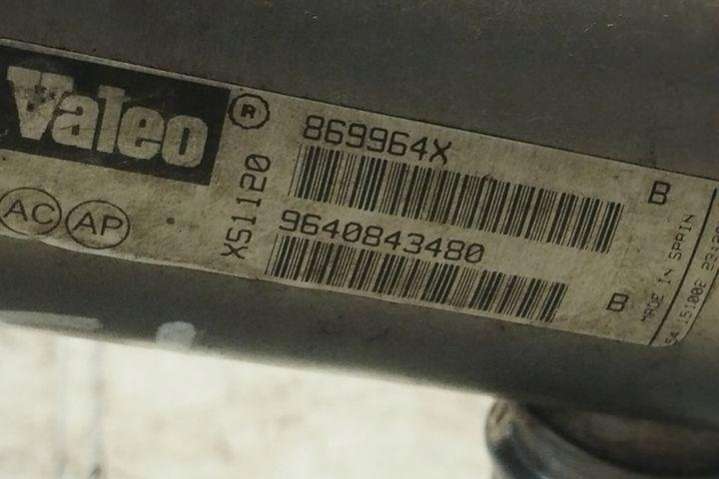 Valeo ®
869964X
XS1120
9640843480
AC AP
B
B
MADE IN SPAIN